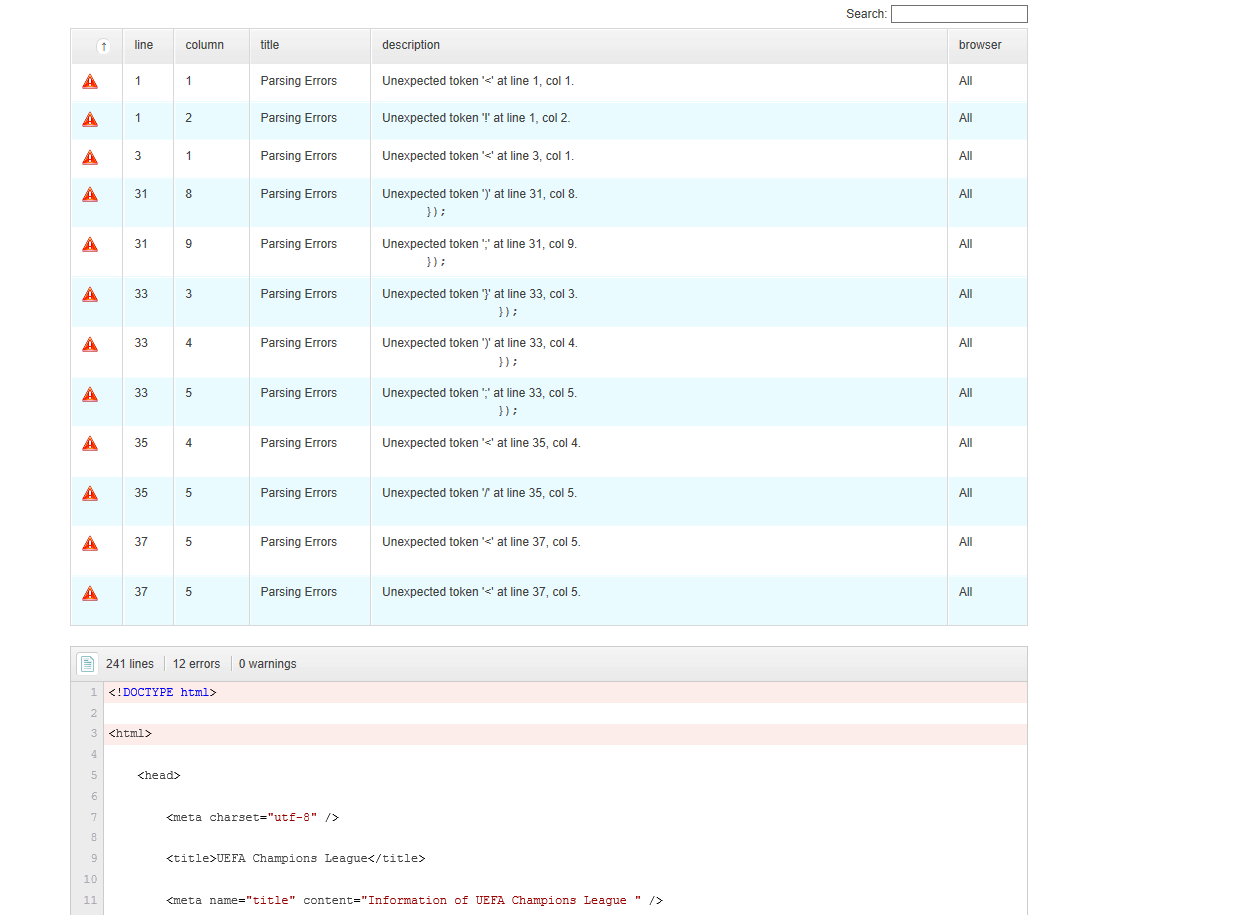 Search:
↑ line column title description browser
1 1 Parsing Errors Unexpected token '<' at line 1, col 1. All
1 2 Parsing Errors Unexpected token '!' at line 1, col 2. All
3 1 Parsing Errors Unexpected token '<' at line 3, col 1. All
31 8 Parsing Errors Unexpected token ')' at line 31, col 8. All
});
31 9 Parsing Errors Unexpected token ';' at line 31, col 9. All
});
33 3 Parsing Errors Unexpected token '}' at line 33, col 3. All
});
33 4 Parsing Errors Unexpected token ')' at line 33, col 4. All
});
33 5 Parsing Errors Unexpected token ';' at line 33, col 5. All
});
35 4 Parsing Errors Unexpected token '<' at line 35, col 4. All
35 5 Parsing Errors Unexpected token '/' at line 35, col 5. All
37 5 Parsing Errors Unexpected token '<' at line 37, col 5. All
37 5 Parsing Errors Unexpected token '<' at line 37, col 5. All
241 lines 12 errors 0 warnings
1 <!DOCTYPE html>
2
3 <html>
4
5 <head>
6
7 <meta charset="utf-8" />
8
9 <title>UEFA Champions League</title>
10
11 <meta name="title" content="Information of UEFA Champions League " />